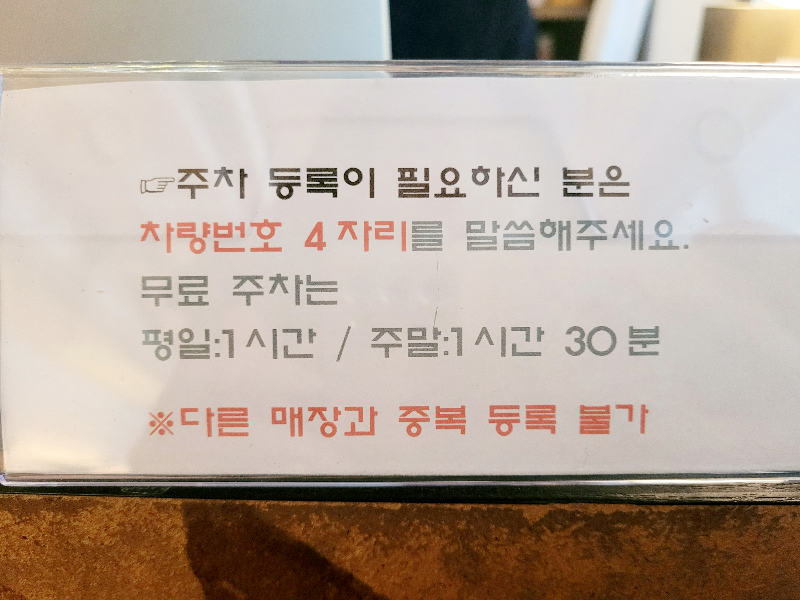 ☞주차 등록이 필요하신 분은
차량번호 4자리를 말씀해주세요.
무료 주차는
평일:1시간 / 주말:1시간 30분
※다른 매장과 중복 등록 불가